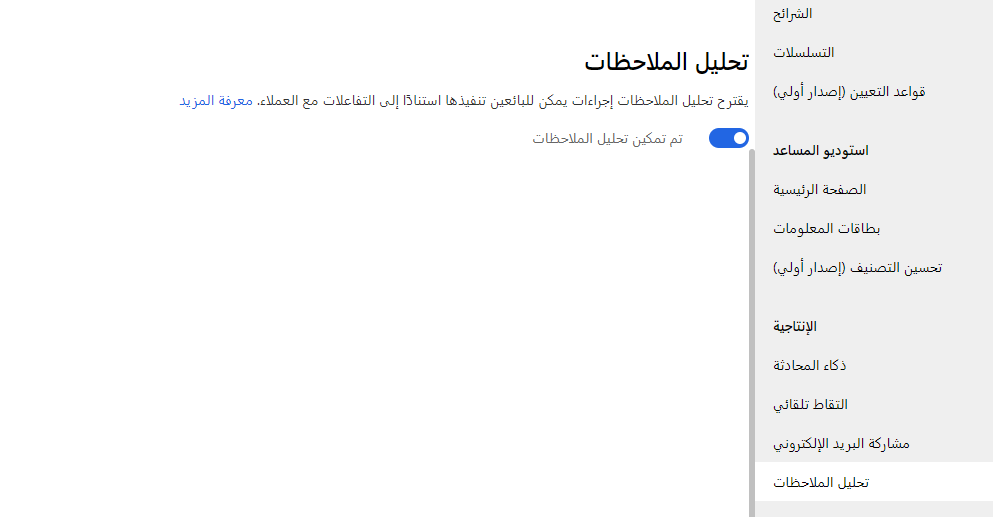 الشرائح
التسلسلات
قواعد التعيين (إصدار أولي)
استوديو المساعد
الصفحة الرئيسية
بطاقات المعلومات
تحسين التصنيف (إصدار أولي)
الإنتاجية
ذكاء المحادثة
التقاط تلقائي
مشاركة البريد الإلكتروني
تحليل الملاحظات
تحليل الملاحظات
يقترح تحليل الملاحظات إجراءات يمكن للبائعين تنفيذها استنادًا إلى التفاعلات مع العملاء. معرفة المزيد
تم تمكين تحليل الملاحظات